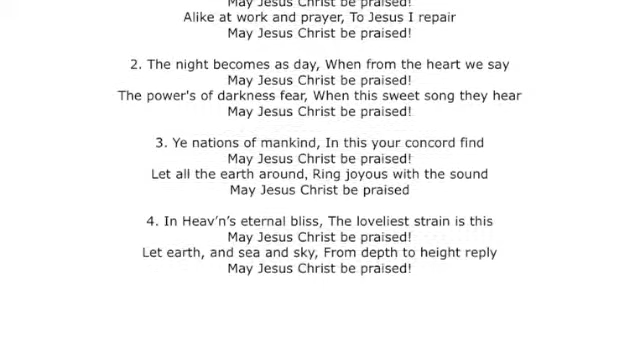 May Jesus Christ be praised!
Alike at work and prayer, To Jesus I repair
May Jesus Christ be praised!
2. The night becomes as day, When from the heart we say
May Jesus Christ be praised!
The power's of darkness fear, When this sweet song they hear
May Jesus Christ be praised!
3. Ye nations of mankind, In this your concord find
May Jesus Christ be praised!
Let all the earth around, Ring joyous with the sound
May Jesus Christ be praised
4. In Heav’n’s eternal bliss, The loveliest strain is this
May Jesus Christ be praised!
Let earth, and sea and sky, From depth to height reply
May Jesus Christ be praised!